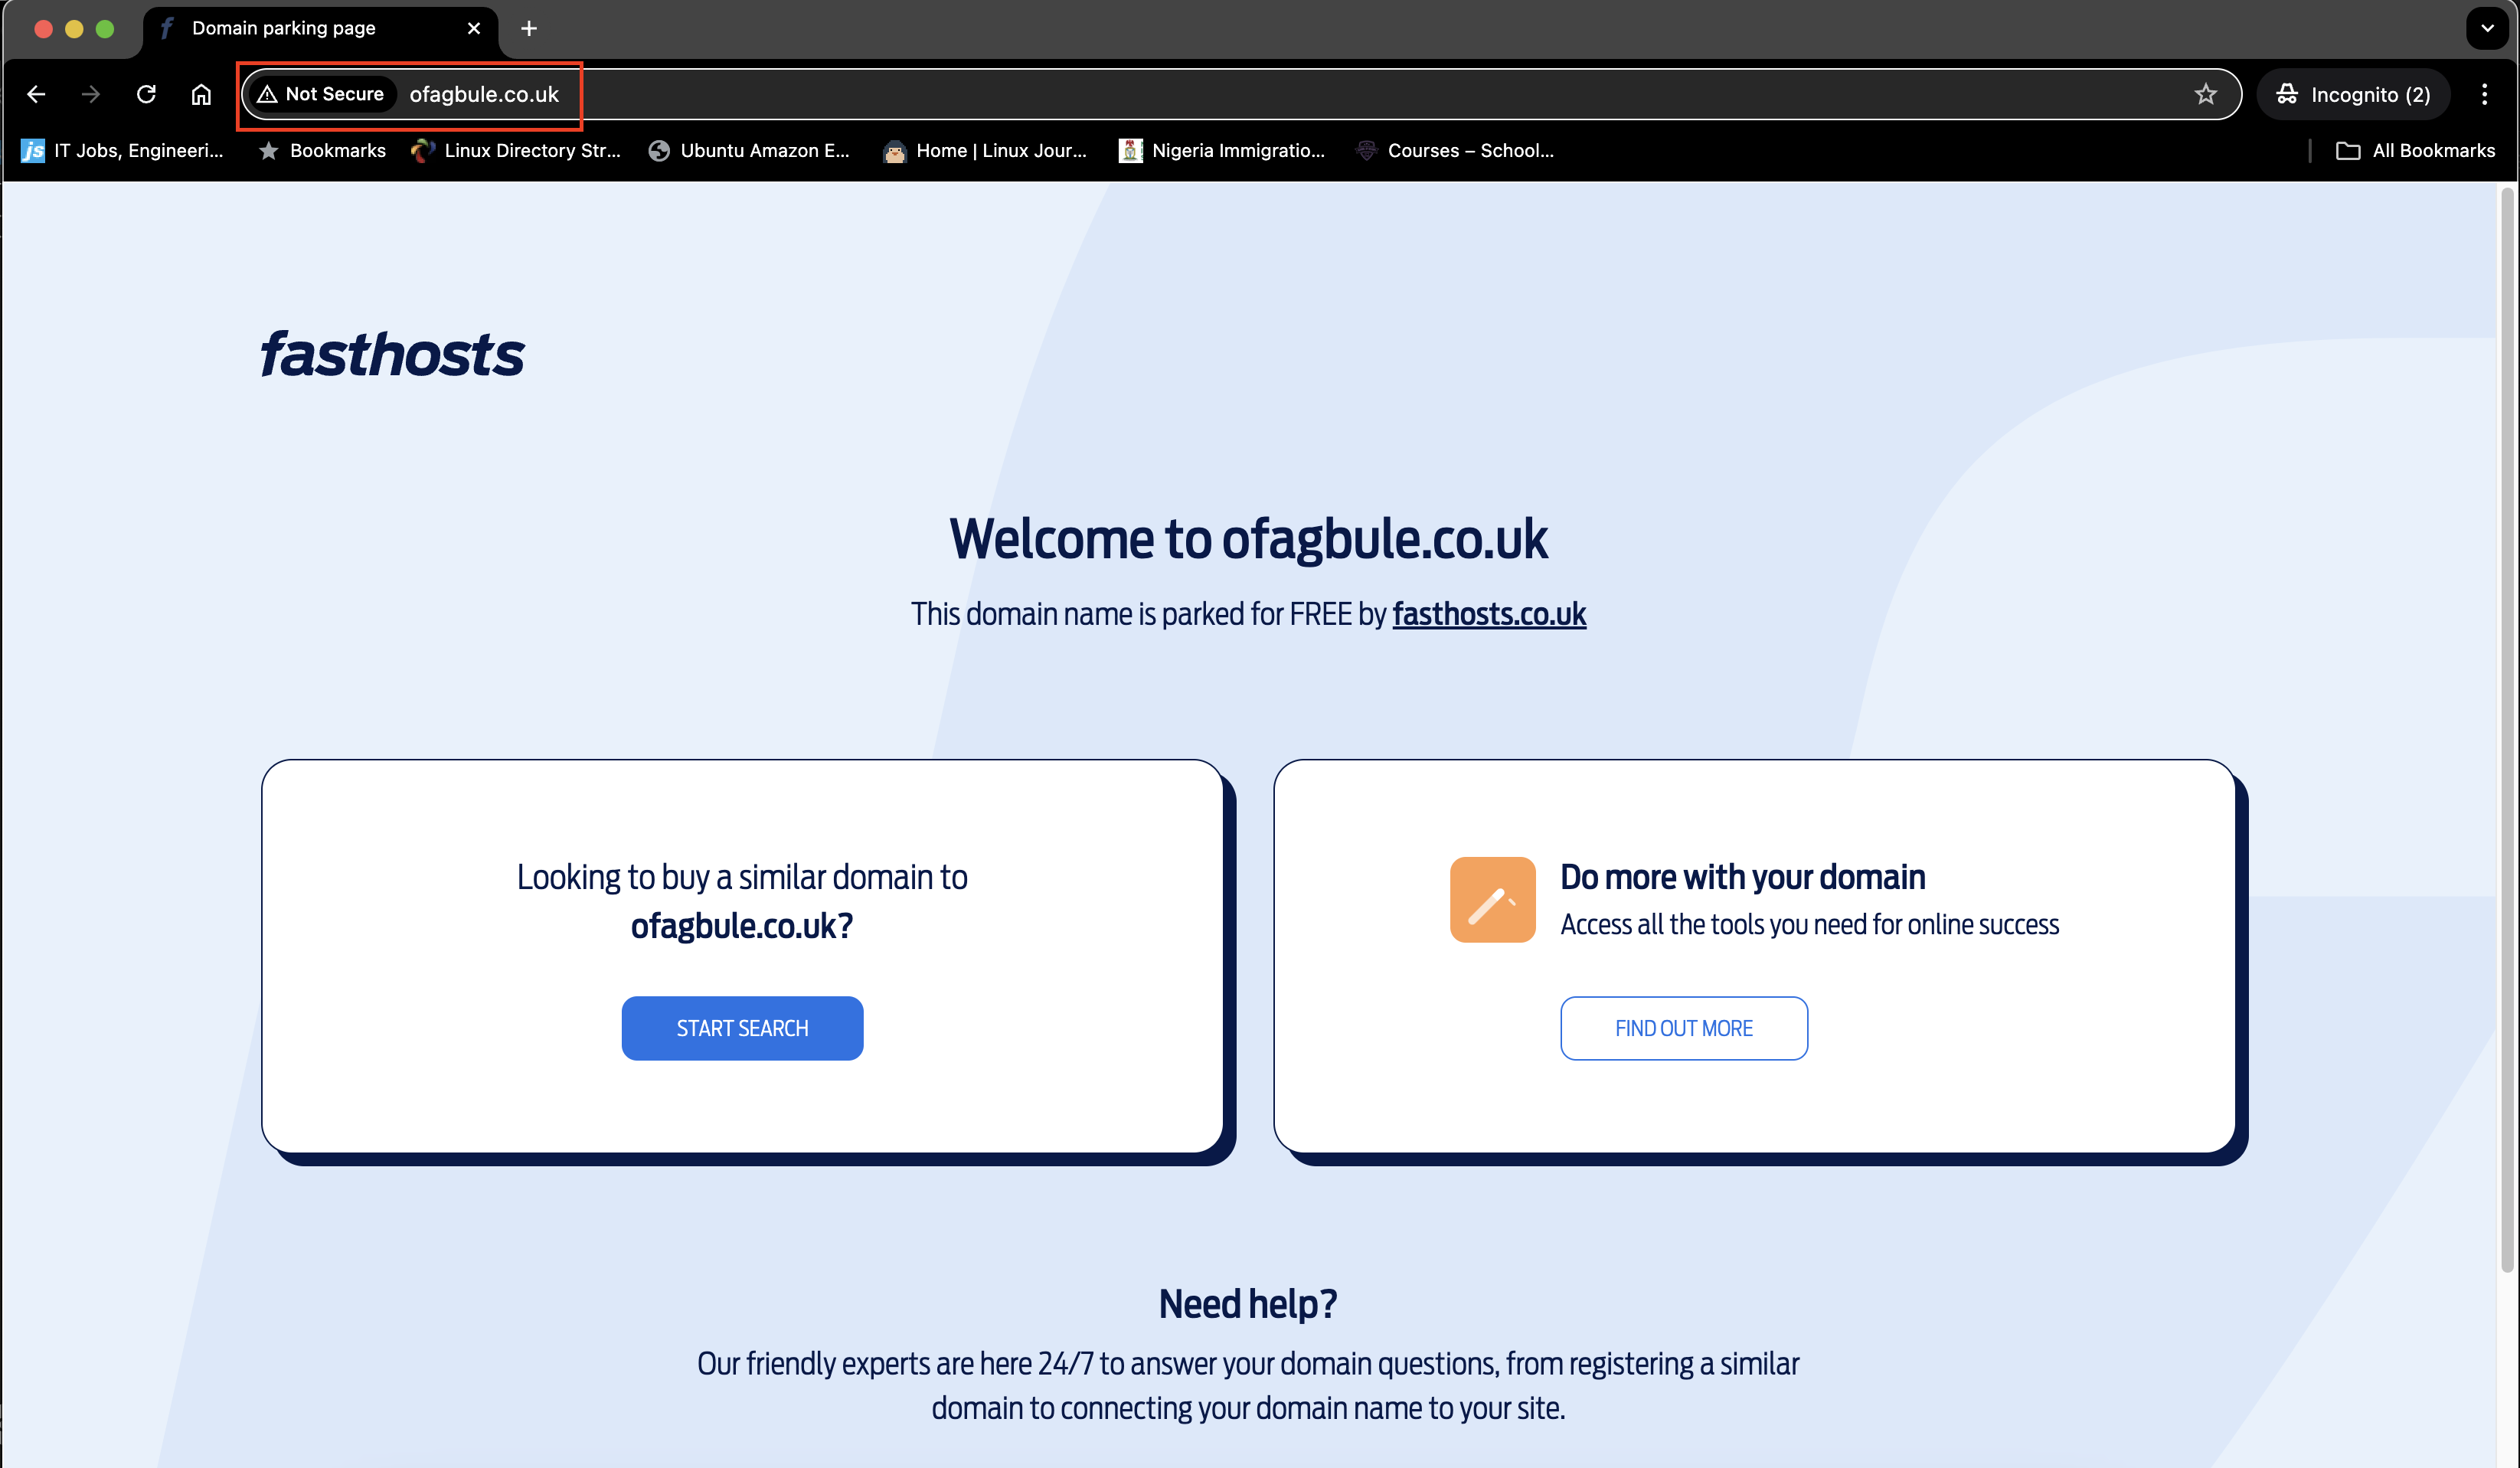 Domain parking page
Not Secure ofagbule.co.uk
Incognito (2)
js IT Jobs, Engineeri... Bookmarks Linux Directory Str... Ubuntu Amazon E... Home | Linux Jour... Nigeria Immigratio... Courses – School... All Bookmarks
fasthosts
Welcome to ofagbule.co.uk
This domain name is parked for FREE by fasthosts.co.uk
Looking to buy a similar domain to
ofagbule.co.uk?
START SEARCH
Do more with your domain
Access all the tools you need for online success
FIND OUT MORE
Need help?
Our friendly experts are here 24/7 to answer your domain questions, from registering a similar
domain to connecting your domain name to your site.